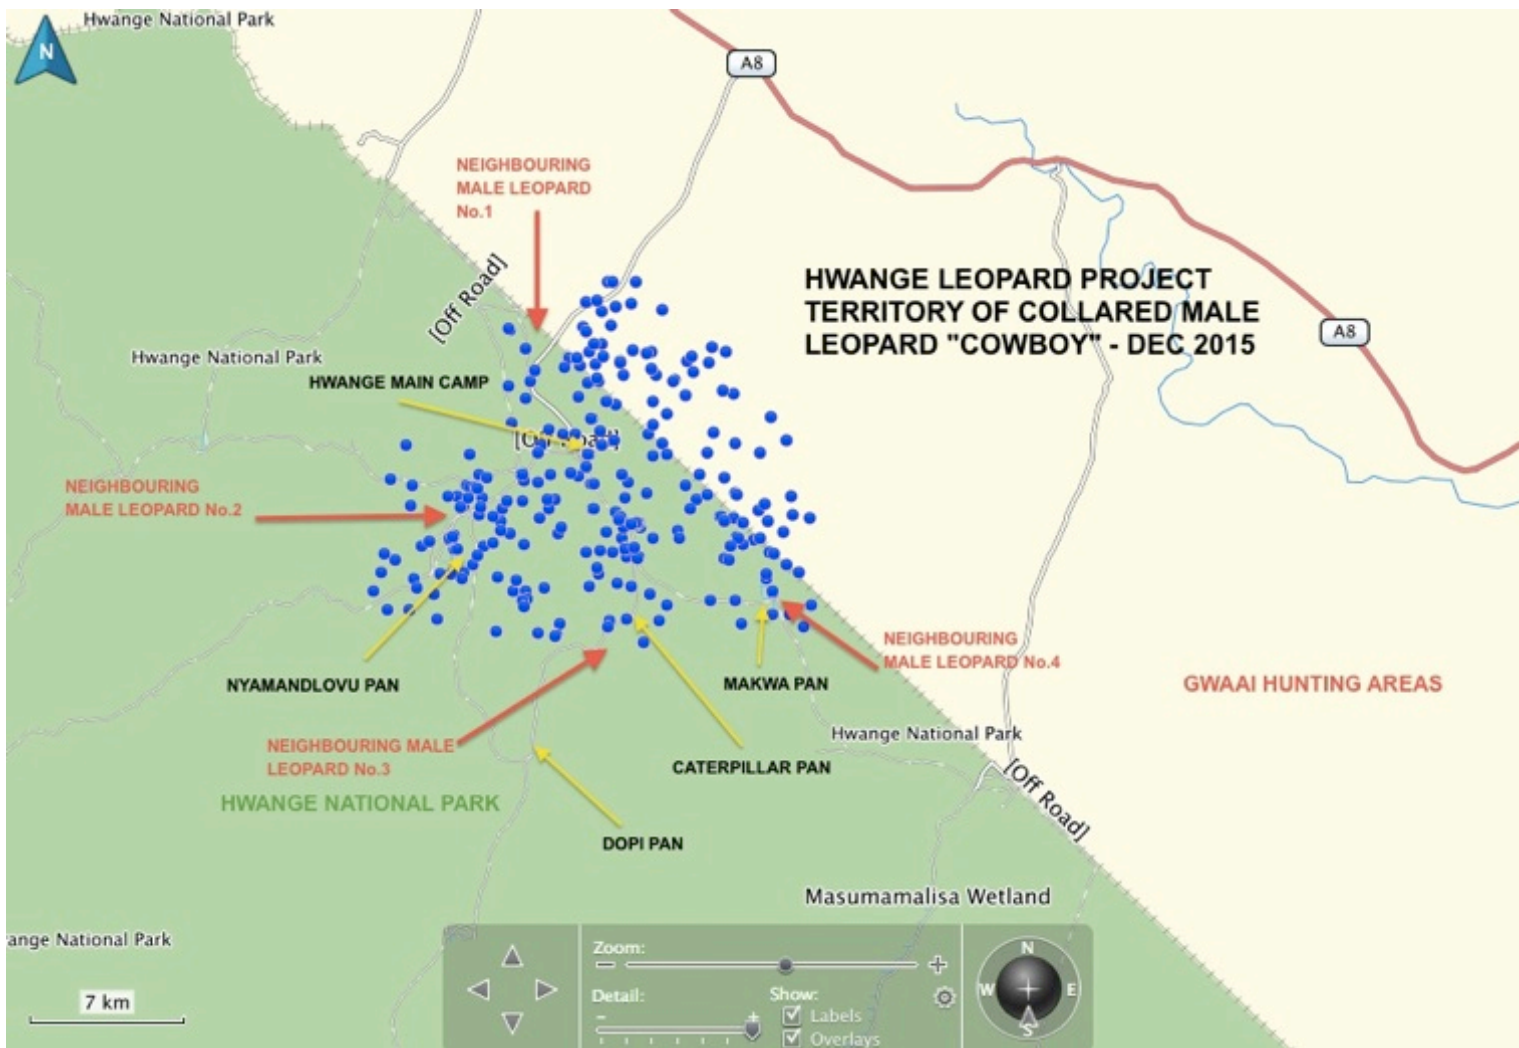 Hwange National Park
N
A8
NEIGHBOURING
MALE LEOPARD
No.1
[Off Road]
HWANGE LEOPARD PROJECT
TERRITORY OF COLLARED MALE
LEOPARD "COWBOY" - DEC 2015
A8
Hwange National Park
HWANGE MAIN CAMP
[Off Road]
NEIGHBOURING
MALE LEOPARD No.2
NEIGHBOURING
MALE LEOPARD No.4
NYAMANDLOVU PAN
MAKWA PAN
GWAAI HUNTING AREAS
Hwange National Park
NEIGHBOURING MALE
LEOPARD No.3
CATERPILLAR PAN
[Off Road]
HWANGE NATIONAL PARK
DOPI PAN
Masumamalisa Wetland
ange National Park
7 km
Zoom:
Detail:
Show:
Labels
Overlays
N
W
E
S